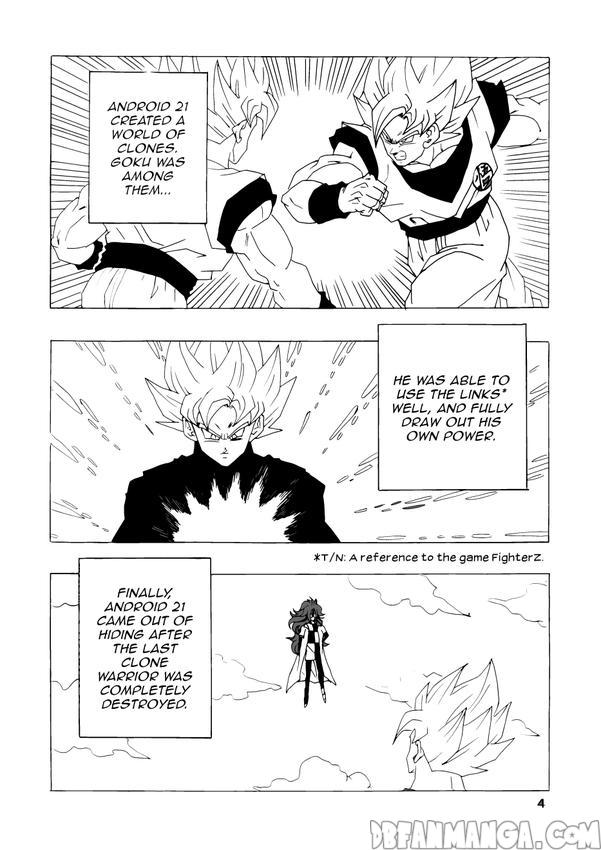 ANDROID 21
CREATED A
WORLD OF
CLONES.
GOKU WAS
AMONG
THEM...
HE WAS ABLE TO
USE THE LINKS*
WELL, AND FULLY
DRAW OUT HIS
OWN POWER.
*T/N: A reference to the game FighterZ.
FINALLY,
ANDROID 21
CAME OUT OF
HIDING AFTER
THE LAST
CLONE
WARRIOR WAS
COMPLETELY
DESTROYED.
4
DBFANMANGA.COM